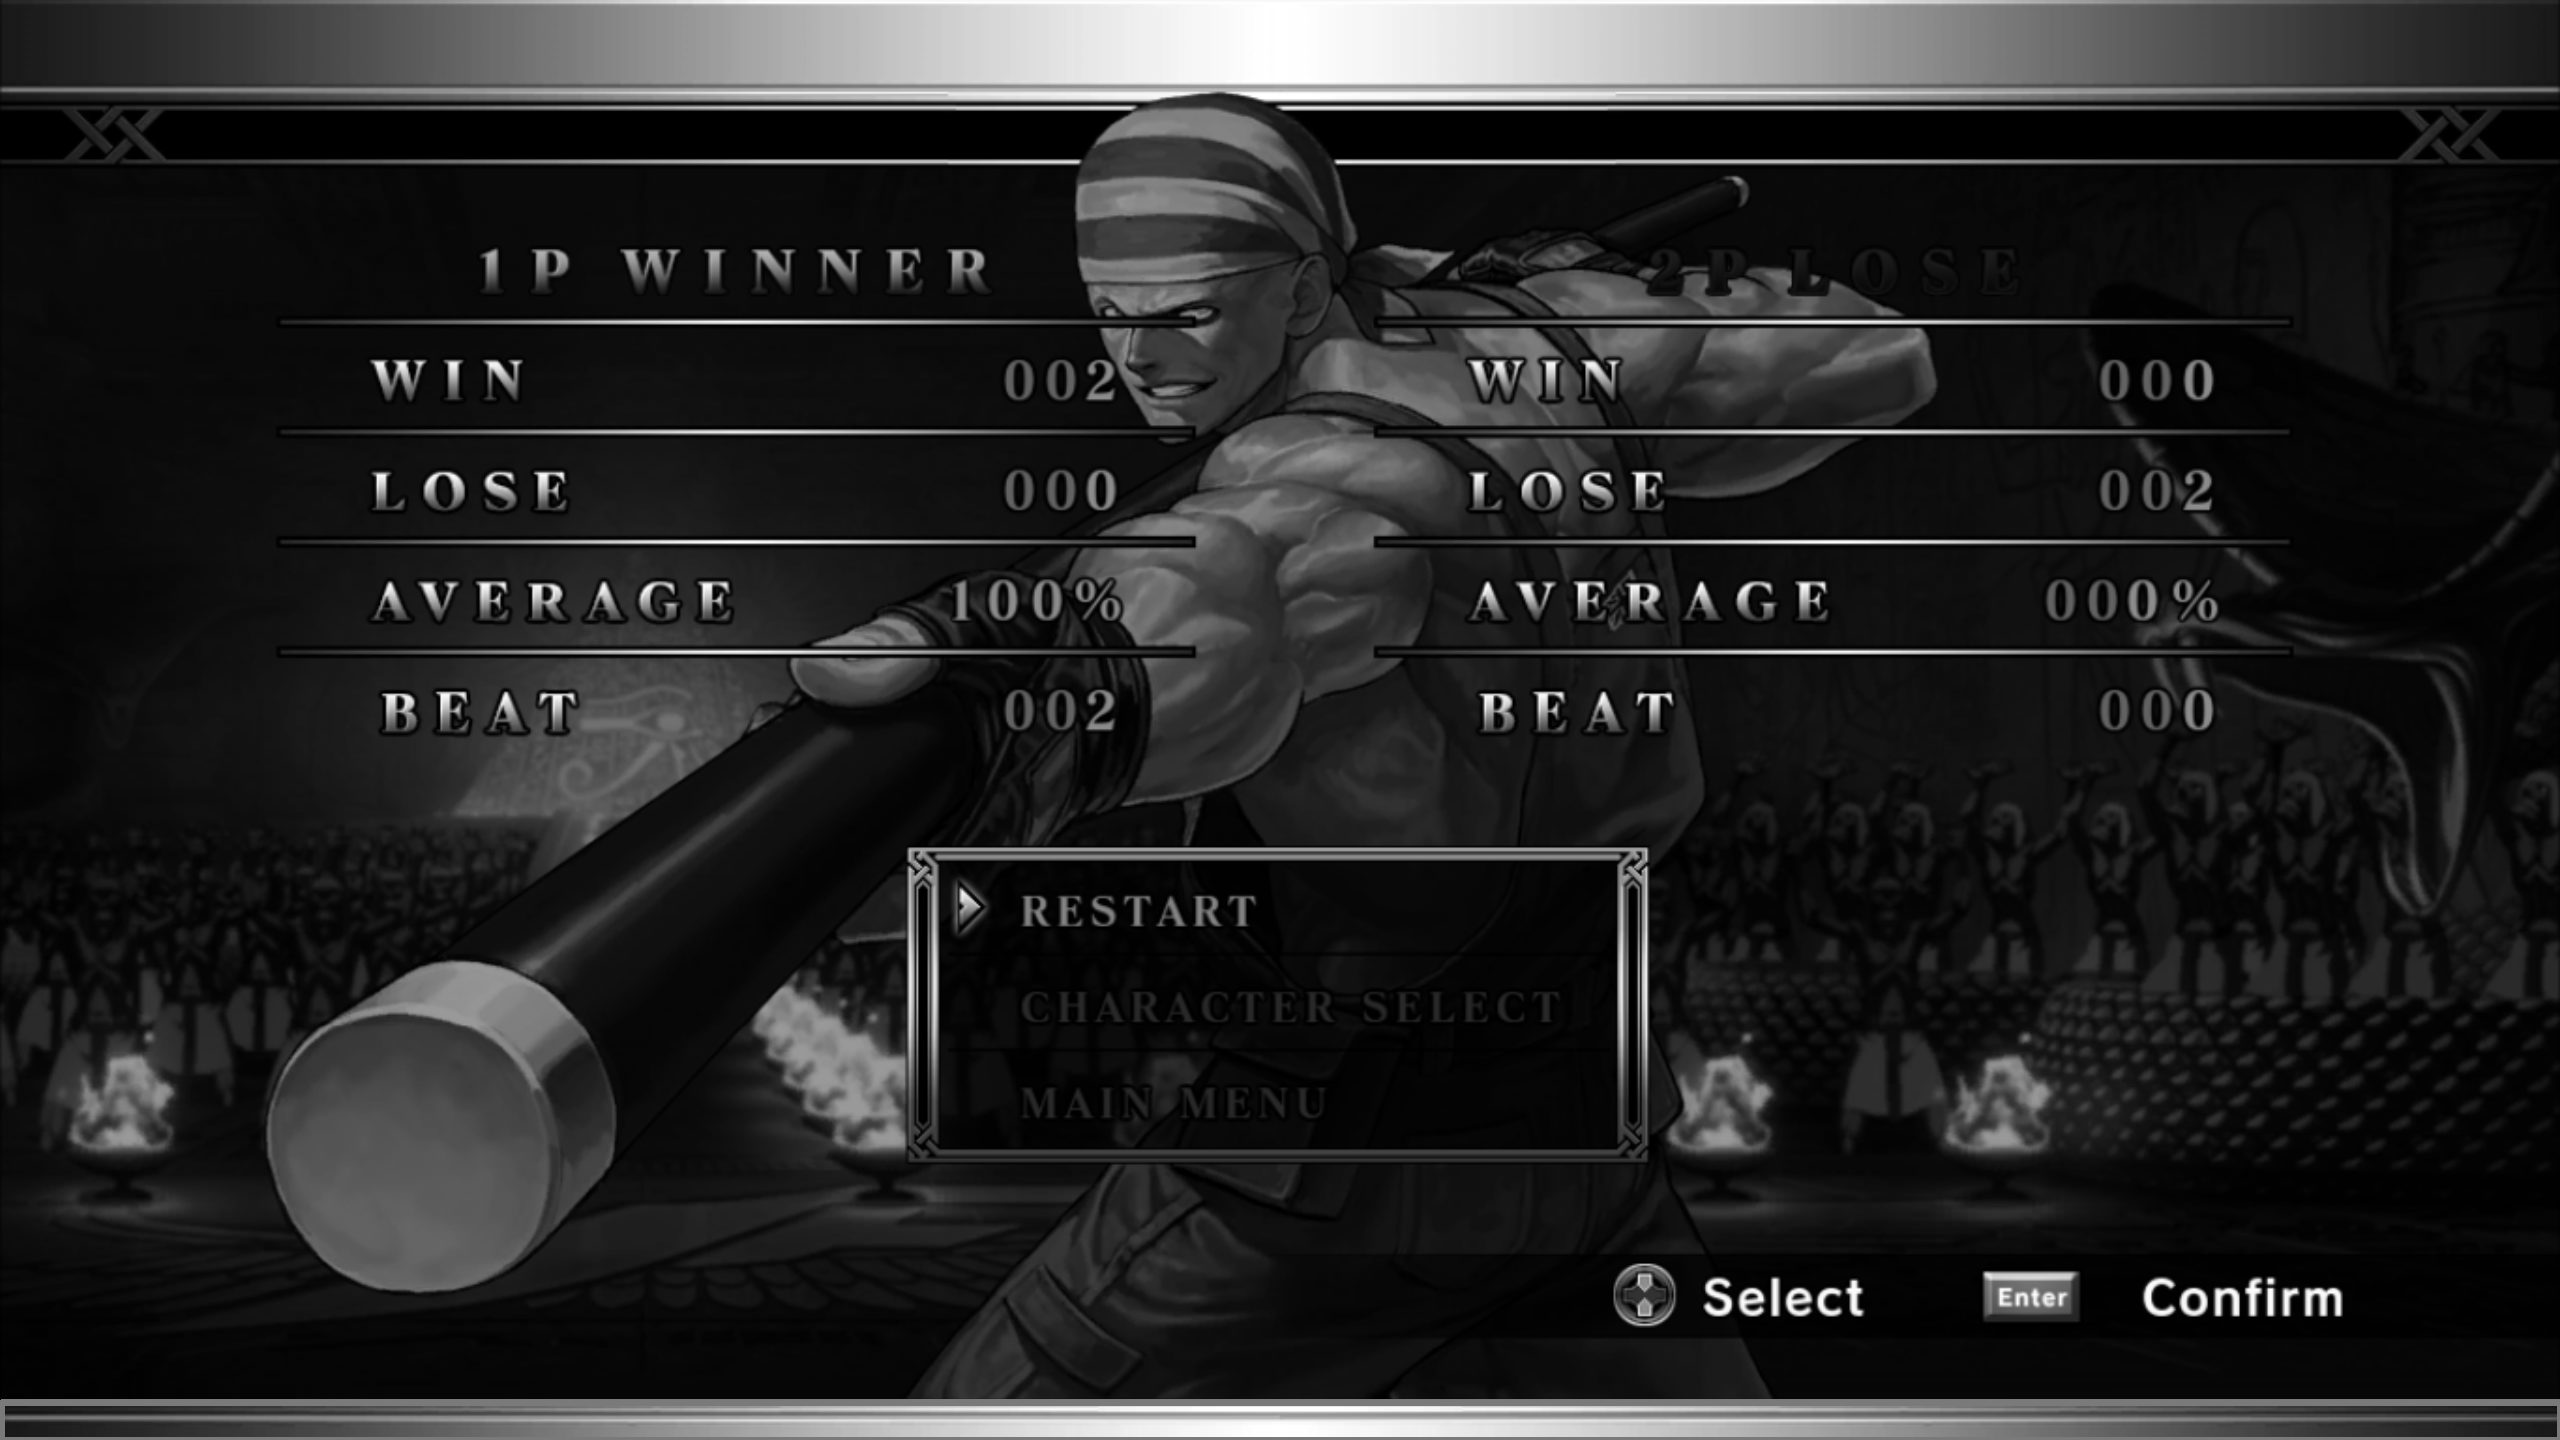 1P WINNER
WIN 002
LOSE 000
AVERAGE 100%
BEAT 002
2P LOSE
WIN 000
LOSE 002
AVERAGE 000%
BEAT 000
RESTART
CHARACTER SELECT
MAIN MENU
Select Enter Confirm